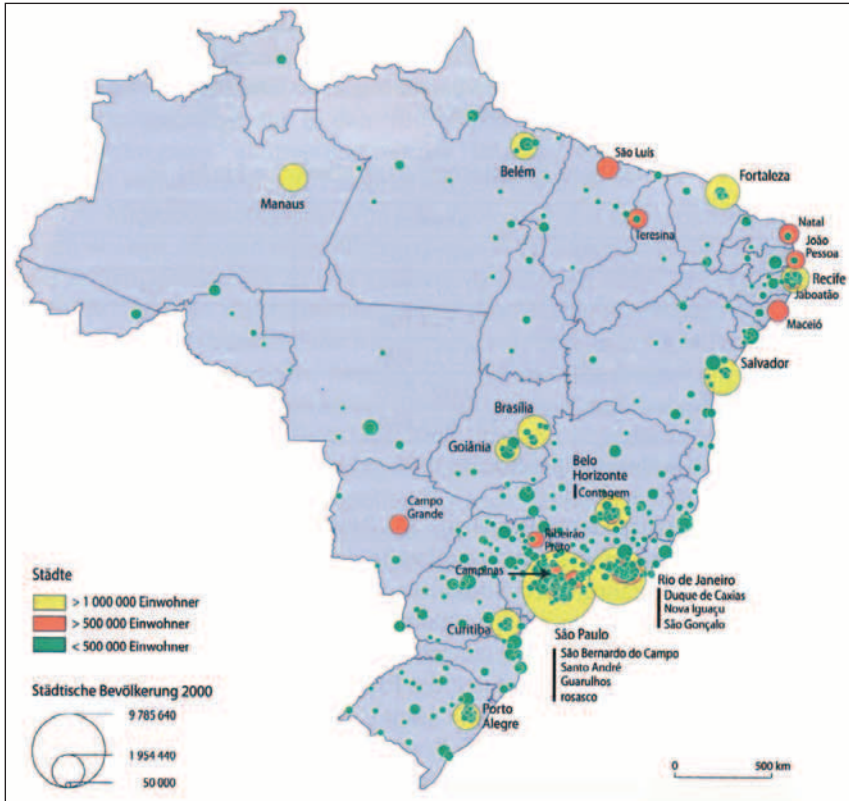 São Luís
Belém
Fortaleza
Manaus
Teresina
Natal
João
Pessoa
Recife
Jaboatão
Maceió
Salvador
Brasília
Goiânia
Belo
Horizonte
Contagem
Campo
Grande
Ribeirão
Preto
Campinas
Rio de Janeiro
Duque de Caxias
Nova Iguaçu
São Gonçalo
Curitiba
São Paulo
São Bernardo do Campo
Santo André
Guarulhos
rosasco
Porto
Alegre
Städte
> 1 000 000 Einwohner
> 500 000 Einwohner
< 500 000 Einwohner
Städtische Bevölkerung 2000
9 785 640
1 954 440
50 000
0 500 km